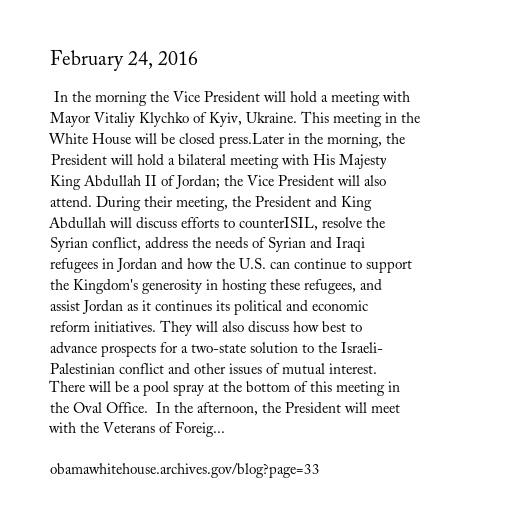 February 24, 2016
In the morning the Vice President will hold a meeting with
Mayor Vitaliy Klychko of Kyiv, Ukraine. This meeting in the
White House will be closed press.Later in the morning, the
President will hold a bilateral meeting with His Majesty
King Abdullah II of Jordan; the Vice President will also
attend. During their meeting, the President and King
Abdullah will discuss efforts to counterISIL, resolve the
Syrian conflict, address the needs of Syrian and Iraqi
refugees in Jordan and how the U.S. can continue to support
the Kingdom's generosity in hosting these refugees, and
assist Jordan as it continues its political and economic
reform initiatives. They will also discuss how best to
advance prospects for a two-state solution to the Israeli-
Palestinian conflict and other issues of mutual interest.
There will be a pool spray at the bottom of this meeting in
the Oval Office.  In the afternoon, the President will meet
with the Veterans of Foreig...
obamawhitehouse.archives.gov/blog?page=33